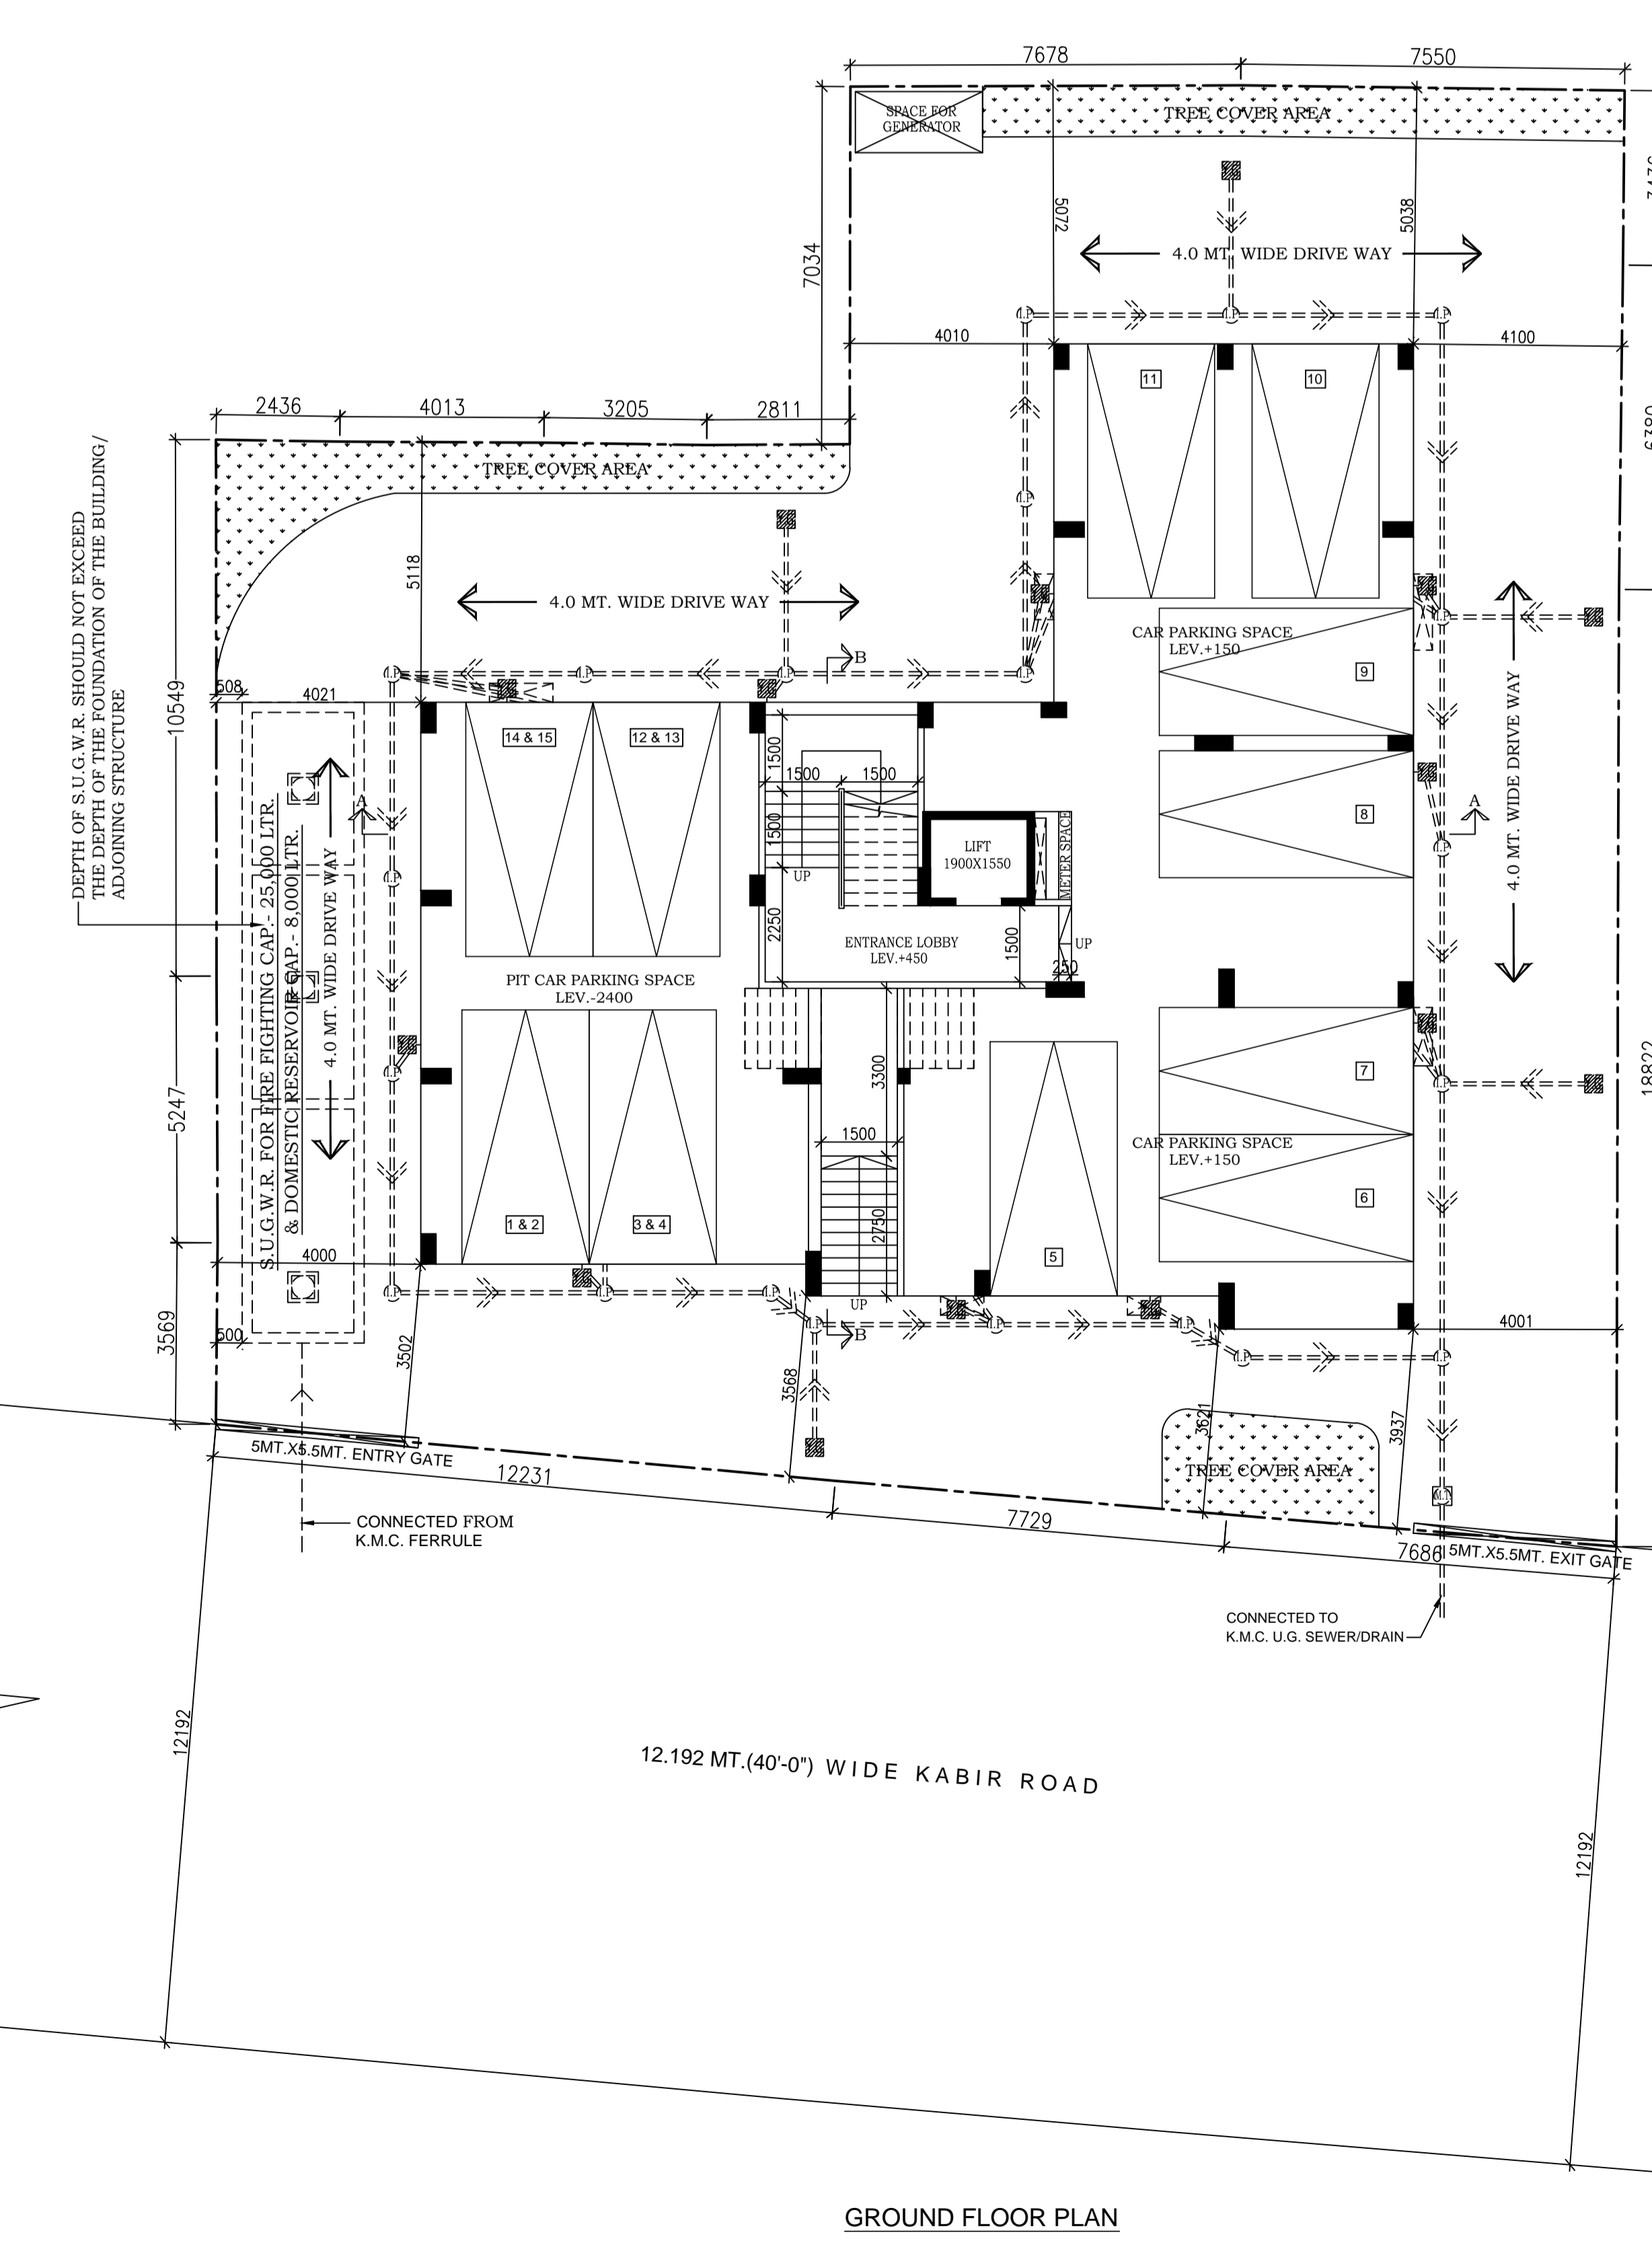 7678
7550
SPACE FOR
GENERATOR
TREE COVER AREA
5072
5038
7034
4.0 MT. WIDE DRIVE WAY
I.P
I.P
I.P
4010
4100
11
10
2436
4013
3205
2811
TREE COVER AREA
DEPTH OF S.U.G.W.R. SHOULD NOT EXCEED
THE DEPTH OF THE FOUNDATION OF THE BUILDING/
ADJOINING STRUCTURE
5118
I.P
4.0 MT. WIDE DRIVE WAY
CAR PARKING SPACE
LEV.+150
I.P
B
9
I.P
I.P
I.P
I.P
508
4021
10549
14 & 15
12 & 13
1500
1500
1500
1500
UP
2250
LIFT
1900X1550
METER SPACE
8
A
A
I.P
I.P
4.0 MT. WIDE DRIVE WAY
ENTRANCE LOBBY
LEV.+450
1500
UP
250
S.U.G.W.R. FOR FIRE FIGHTING CAP.- 25,000 LTR.
& DOMESTIC RESERVOIR CAP.- 8,000 LTR.
4.0 MT. WIDE DRIVE WAY
PIT CAR PARKING SPACE
LEV.-2400
I.P
3300
7
I.P
18822
5247
1500
CAR PARKING SPACE
LEV.+150
6
1 & 2
3 & 4
2750
5
4000
UP
I.P
I.P
I.P
I.P
I.P
I.P
I.P
I.P
B
3569
500
4001
3502
3568
3621
3937
5MT.X5.5MT. ENTRY GATE
12231
TREE COVER AREA
M.T
7729
7686
5MT.X5.5MT. EXIT GATE
CONNECTED FROM
K.M.C. FERRULE
CONNECTED TO
K.M.C. U.G. SEWER/DRAIN
12192
12.192 MT.(40'-0") WIDE KABIR ROAD
12192
GROUND FLOOR PLAN